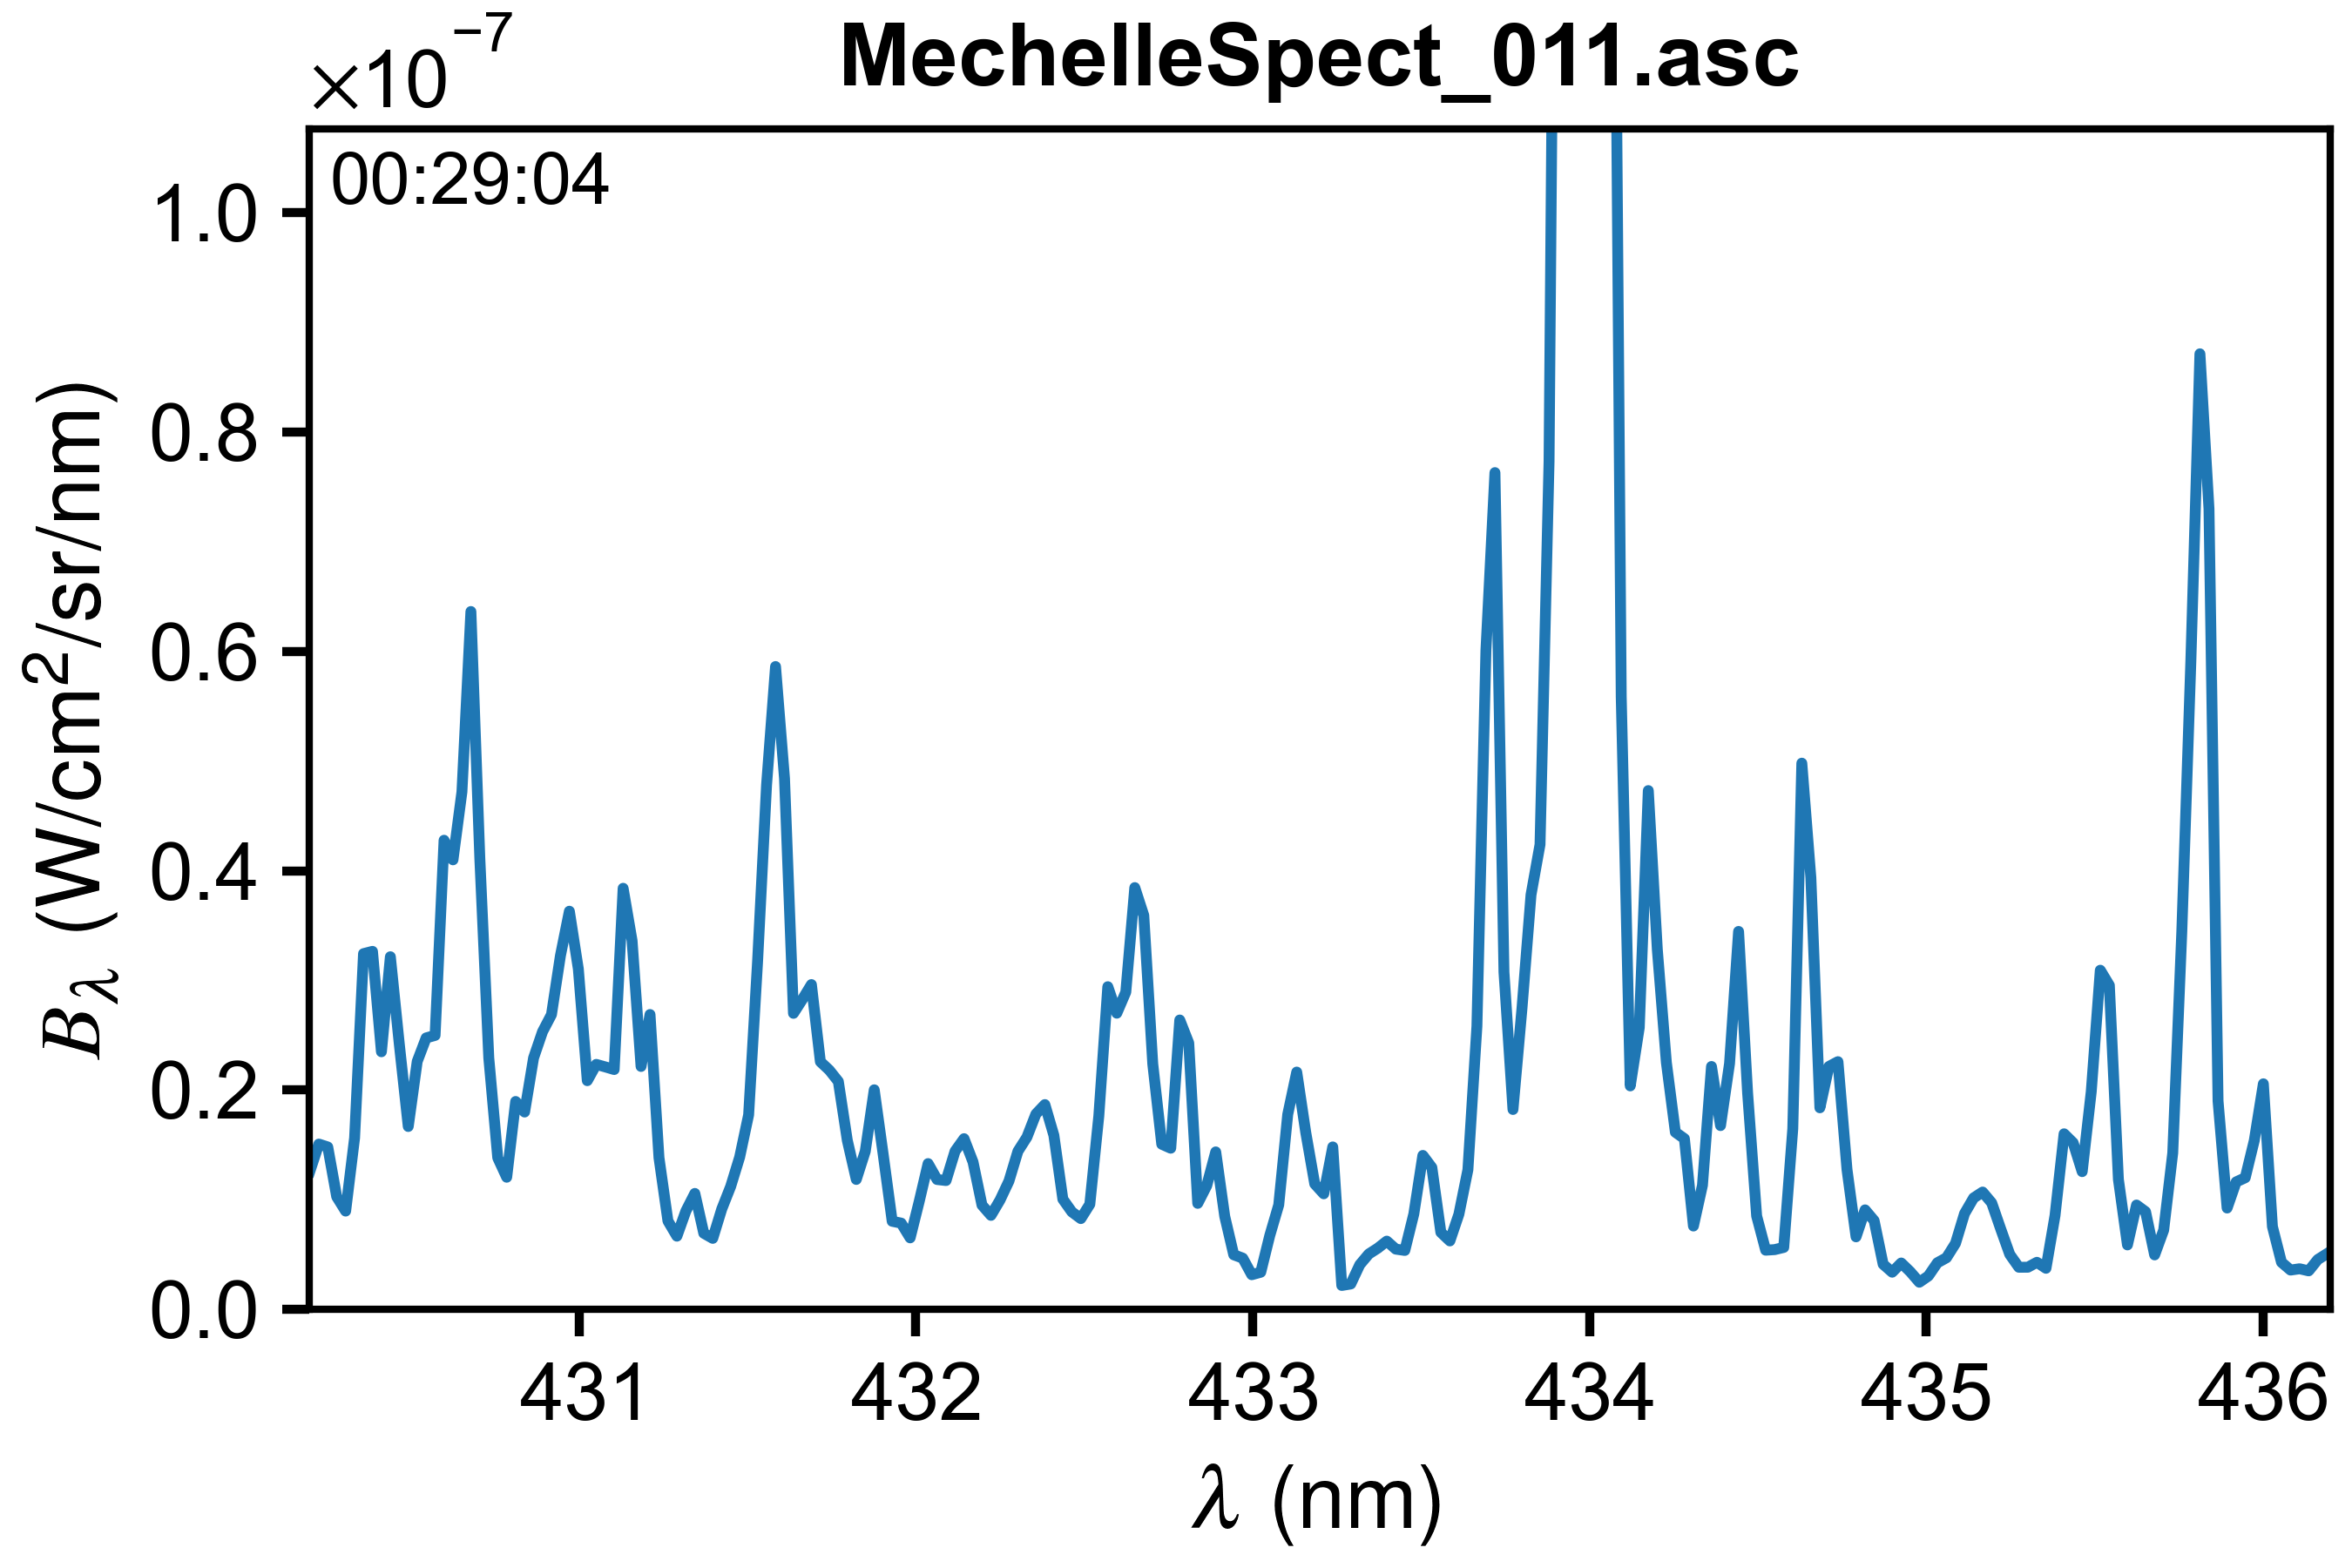 ×10⁻⁷
MechelleSpect_011.asc
00:29:04
1.0
0.8
0.6
0.4
0.2
0.0
B_λ (W/cm²/sr/nm)
431 432 433 434 435 436
λ (nm)